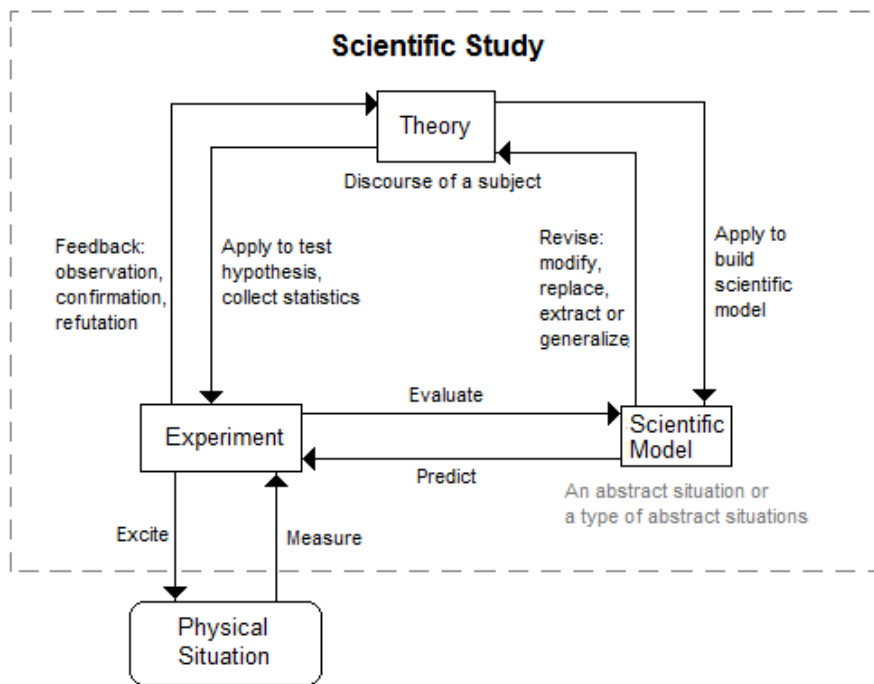 Scientific Study
Theory
Discourse of a subject
Feedback:
observation,
confirmation,
refutation
Apply to test
hypothesis,
collect statistics
Revise:
modify,
replace,
extract or
generalize
Apply to
build
scientific
model
Evaluate
Experiment
Scientific
Model
Predict
An abstract situation or
a type of abstract situations
Excite
Measure
Physical
Situation